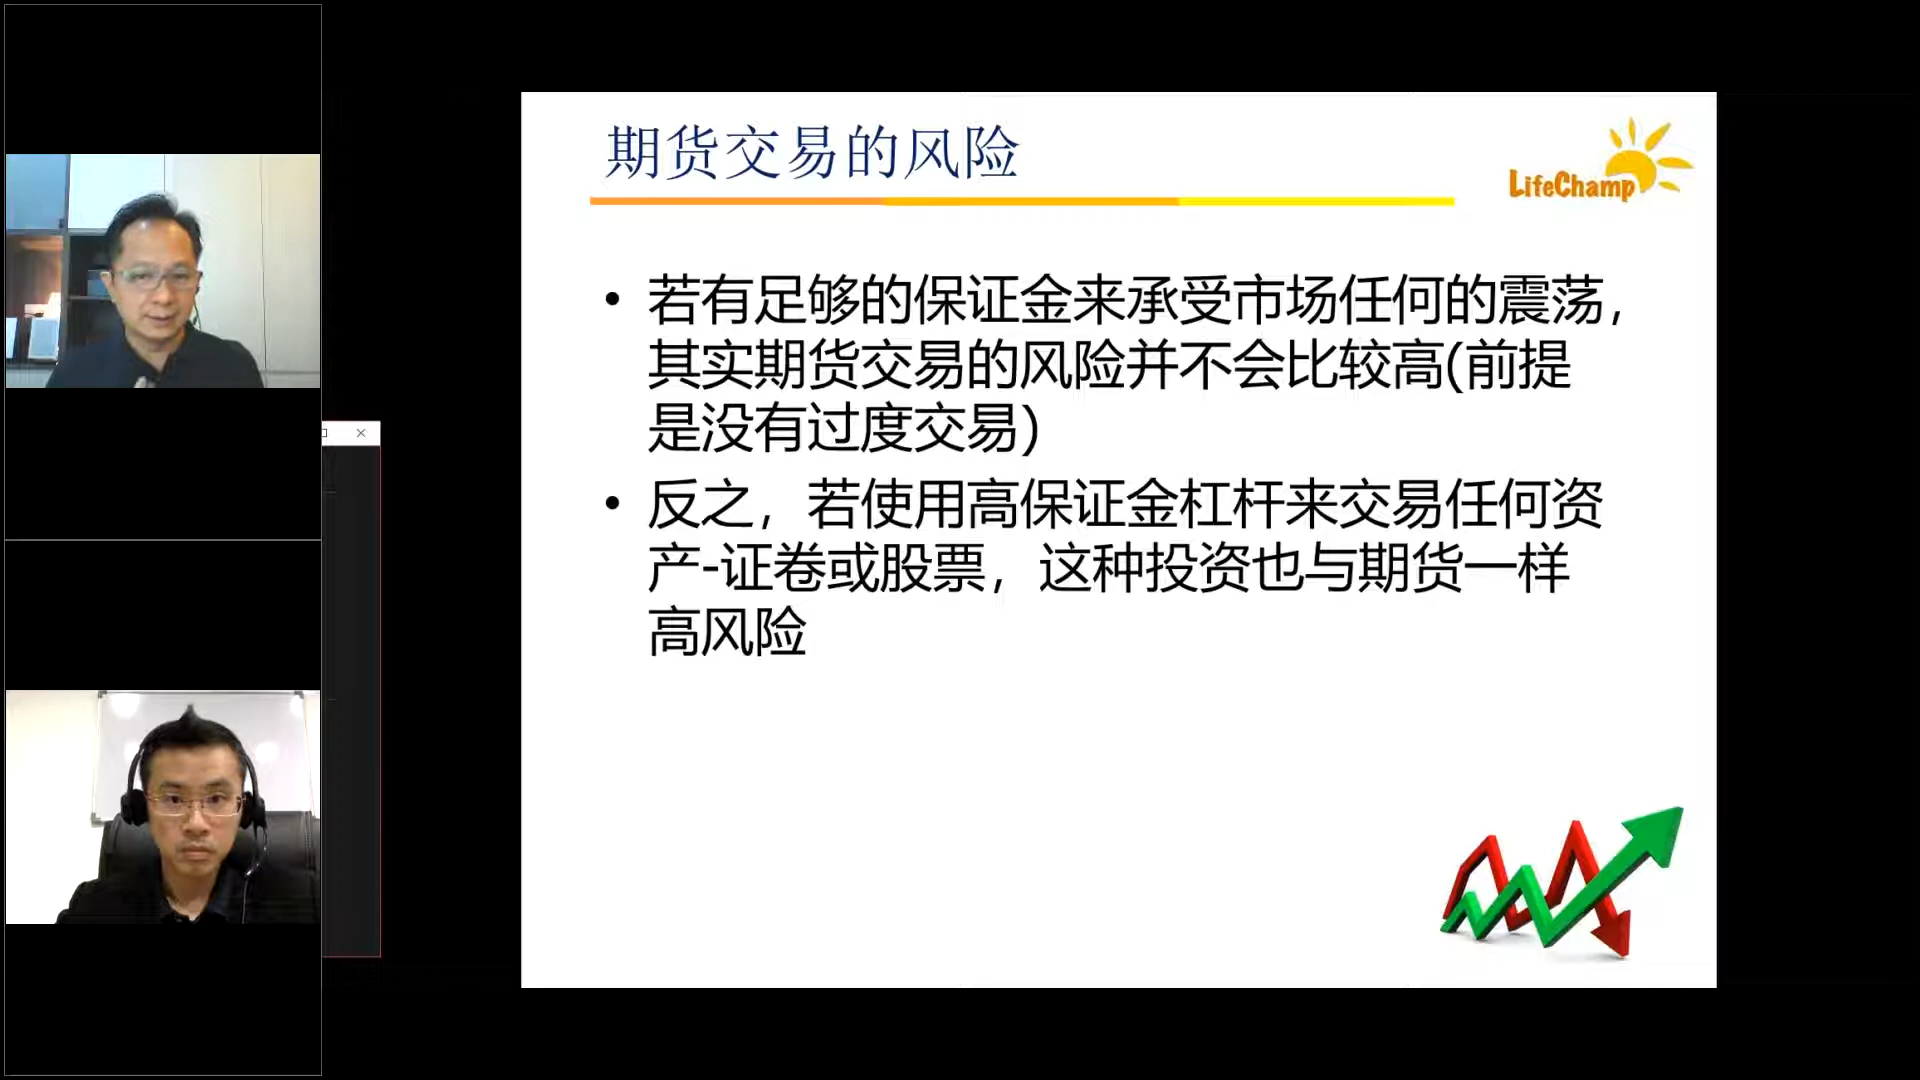 期货交易的风险
LifeChamp
• 若有足够的保证金来承受市场任何的震荡，
其实期货交易的风险并不会比较高(前提
是没有过度交易)
• 反之，若使用高保证金杠杆来交易任何资
产-证卷或股票，这种投资也与期货一样
高风险